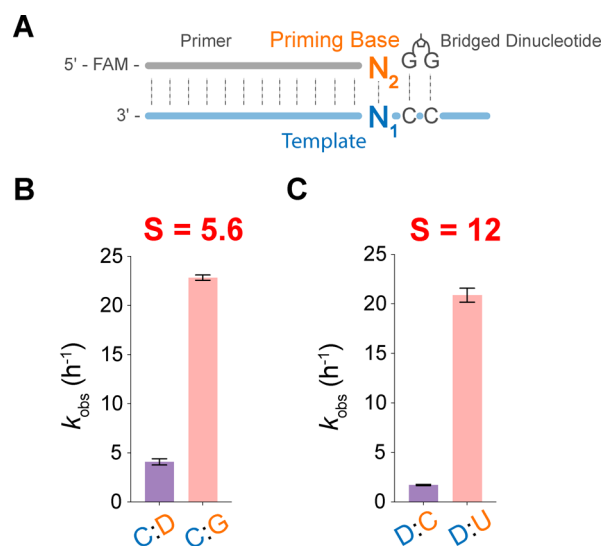 A
Primer
Priming Base
Bridged Dinucleotide
5' - FAM
N2
G G
3' -
N1
C C
Template
B
S = 5.6
kobs (h-1)
25
20
15
10
5
0
C:D
C:G
C
S = 12
kobs (h-1)
25
20
15
10
5
0
D:C
D:U